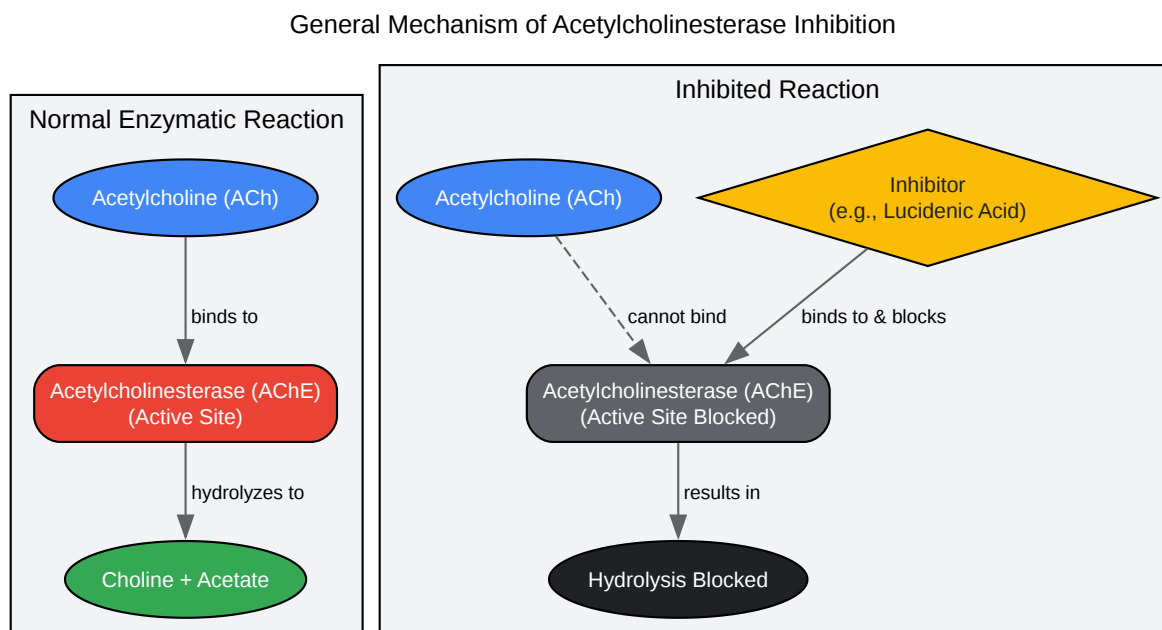 General Mechanism of Acetylcholinesterase Inhibition
Normal Enzymatic Reaction
Acetylcholine (ACh)
binds to
Acetylcholinesterase (AChE)
(Active Site)
hydrolyzes to
Choline + Acetate
Inhibited Reaction
Acetylcholine (ACh)
Inhibitor
(e.g., Lucidenic Acid)
cannot bind
binds to & blocks
Acetylcholinesterase (AChE)
(Active Site Blocked)
results in
Hydrolysis Blocked